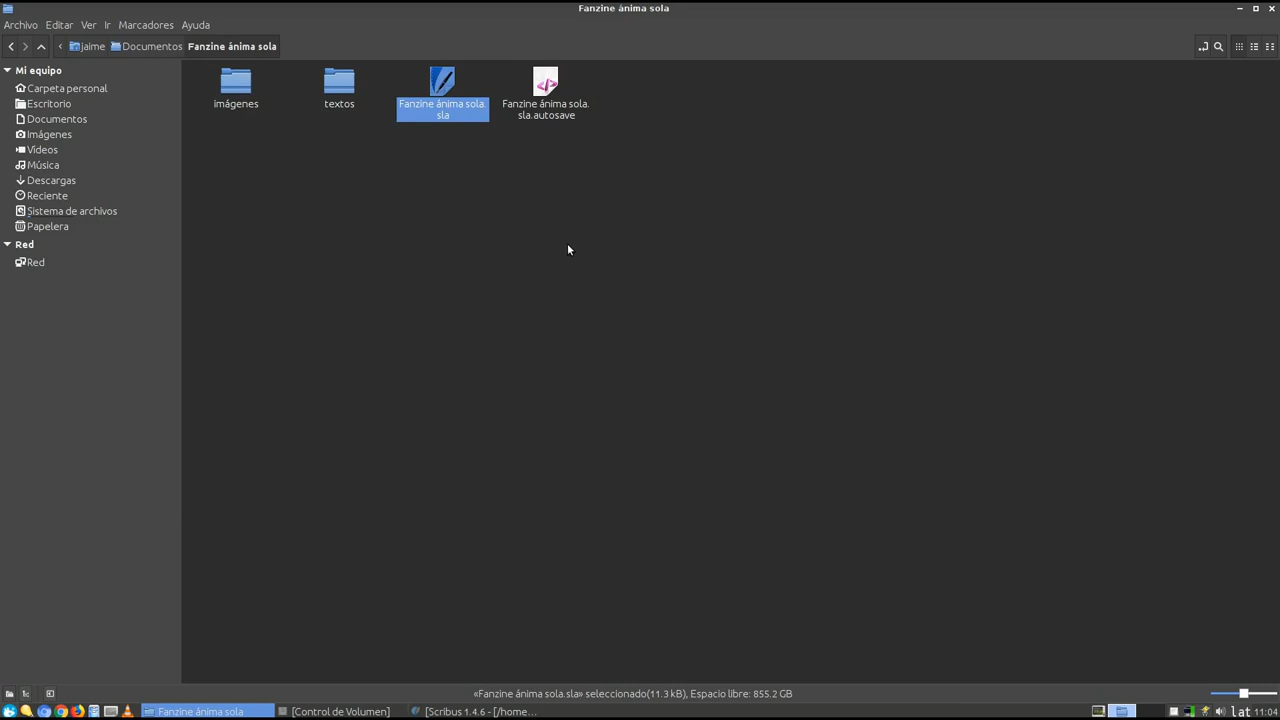 Fanzine ánima sola
Archivo Editar Ver Ir Marcadores Ayuda
Jaime Documentos Fanzine ánima sola
Mi equipo
Carpeta personal
Escritorio
Documentos
Imágenes
Vídeos
Música
Descargas
Reciente
Sistema de archivos
Papelera
Red
Red
imágenes
textos
Fanzine ánima sola.
sla
Fanzine ánima sola.
sla.autosave
«Fanzine ánima sola.sla» seleccionado(11.3 kB), Espacio libre: 855.2 GB
Fanzine ánima sola [Control de Volumen] [Scribus 1.4.6 - [/home... lat 11:04